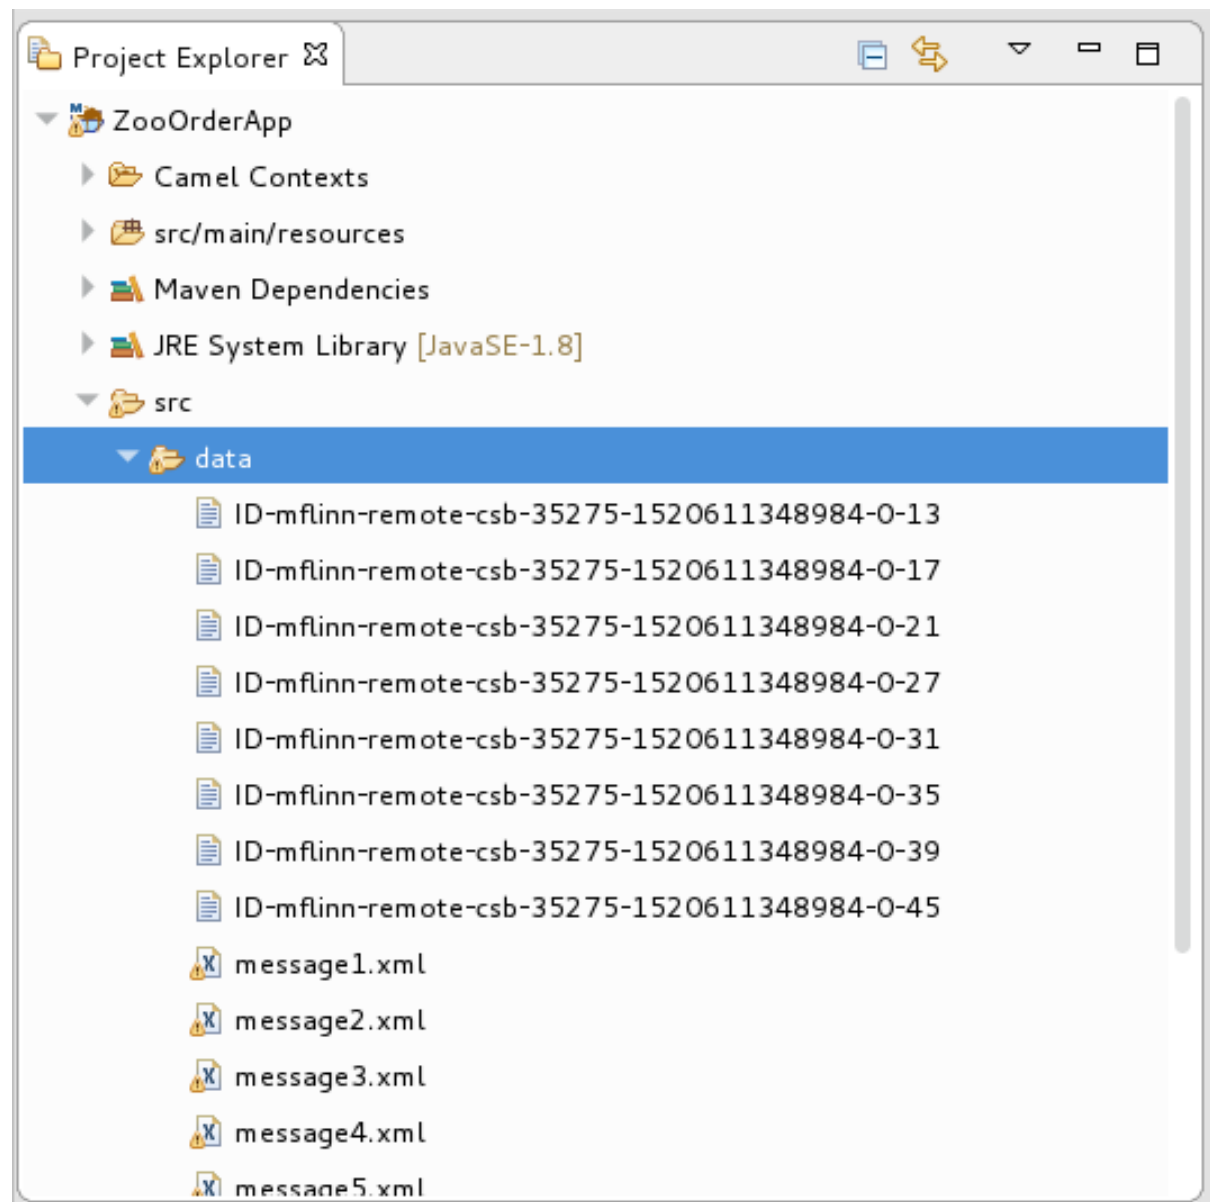 Project Explorer
ZooOrderApp
Camel Contexts
src/main/resources
Maven Dependencies
JRE System Library [JavaSE-1.8]
src
data
ID-mflinn-remote-csb-35275-1520611348984-0-13
ID-mflinn-remote-csb-35275-1520611348984-0-17
ID-mflinn-remote-csb-35275-1520611348984-0-21
ID-mflinn-remote-csb-35275-1520611348984-0-27
ID-mflinn-remote-csb-35275-1520611348984-0-31
ID-mflinn-remote-csb-35275-1520611348984-0-35
ID-mflinn-remote-csb-35275-1520611348984-0-39
ID-mflinn-remote-csb-35275-1520611348984-0-45
message1.xml
message2.xml
message3.xml
message4.xml
message5.xml